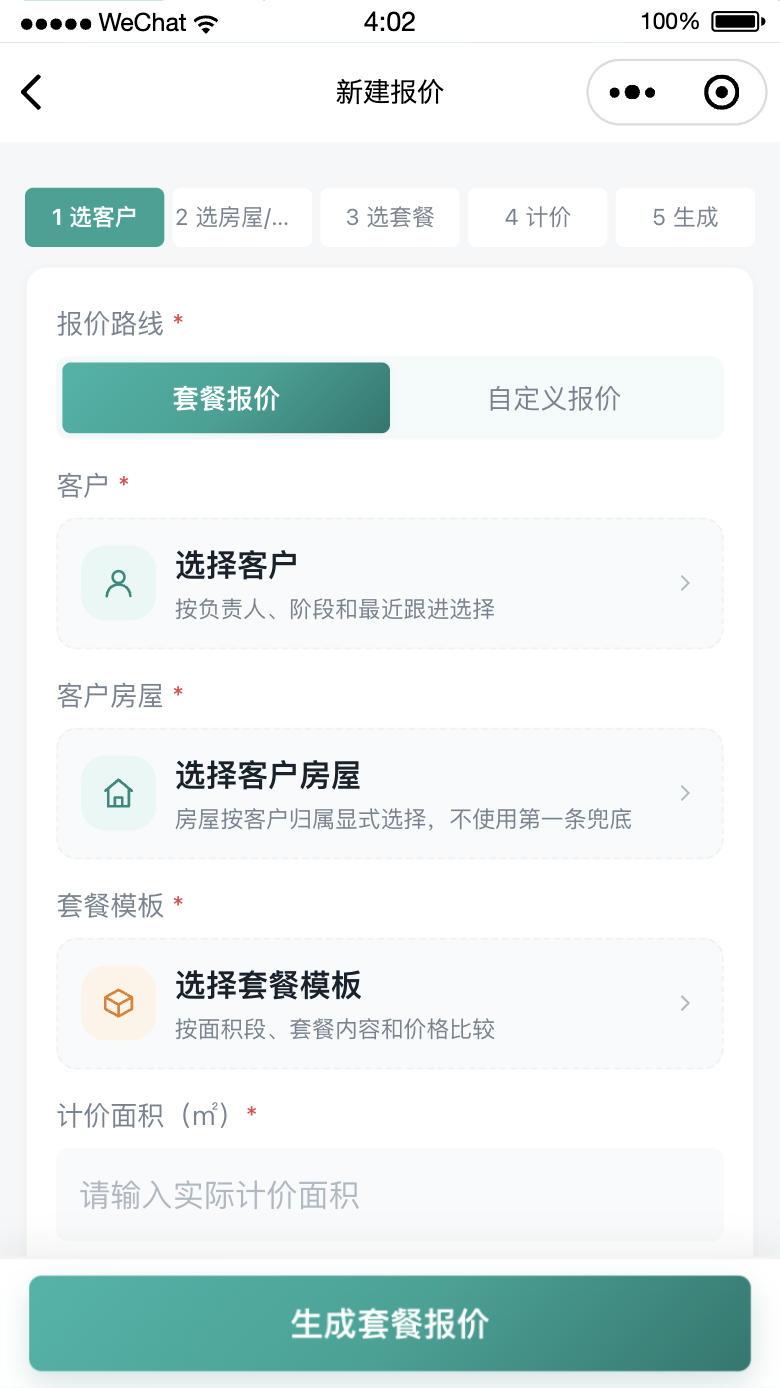 WeChat
4:02
100%
新建报价
1 选客户
2 选房屋/...
3 选套餐
4 计价
5 生成
报价路线 *
套餐报价
自定义报价
客户 *
选择客户
按负责人、阶段和最近跟进选择
客户房屋 *
选择客户房屋
房屋按客户归属显式选择，不使用第一条兜底
套餐模板 *
选择套餐模板
按面积段、套餐内容和价格比较
计价面积（㎡） *
请输入实际计价面积
生成套餐报价